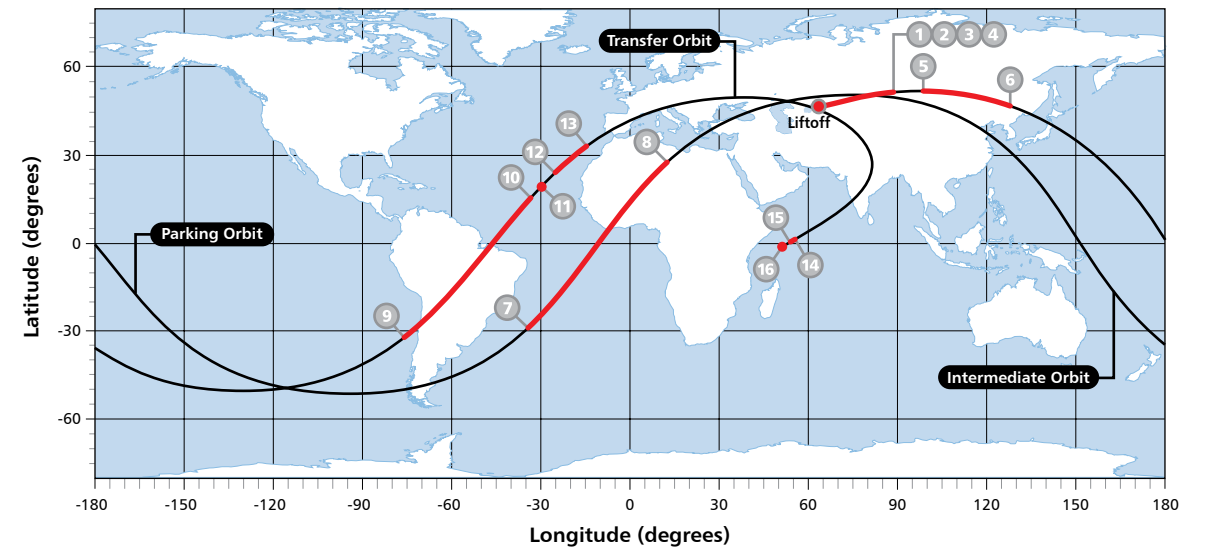 Transfer Orbit
1 2 3 4
60
5
6
Liftoff
13
8
12
30
10
11
15
Parking Orbit
0
14
16
7
9
-30
Intermediate Orbit
-60
-180 -150 -120 -90 -60 -30 0 30 60 90 120 150 180
Longitude (degrees)
Latitude (degrees)